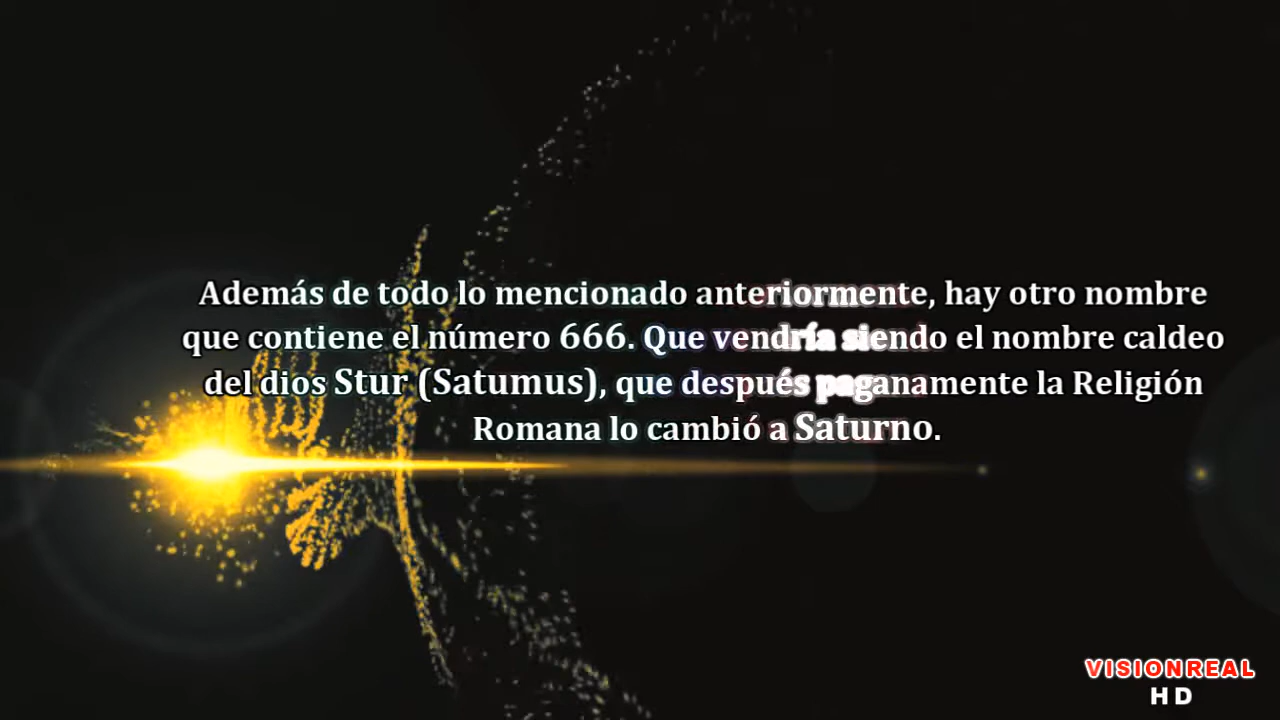 Además de todo lo mencionado anteriormente, hay otro nombre
que contiene el número 666. Que vendría siendo el nombre caldeo
del dios Stur (Satumus), que después paganamente la Religión
Romana lo cambió a Saturno.
VISIONREAL
HD